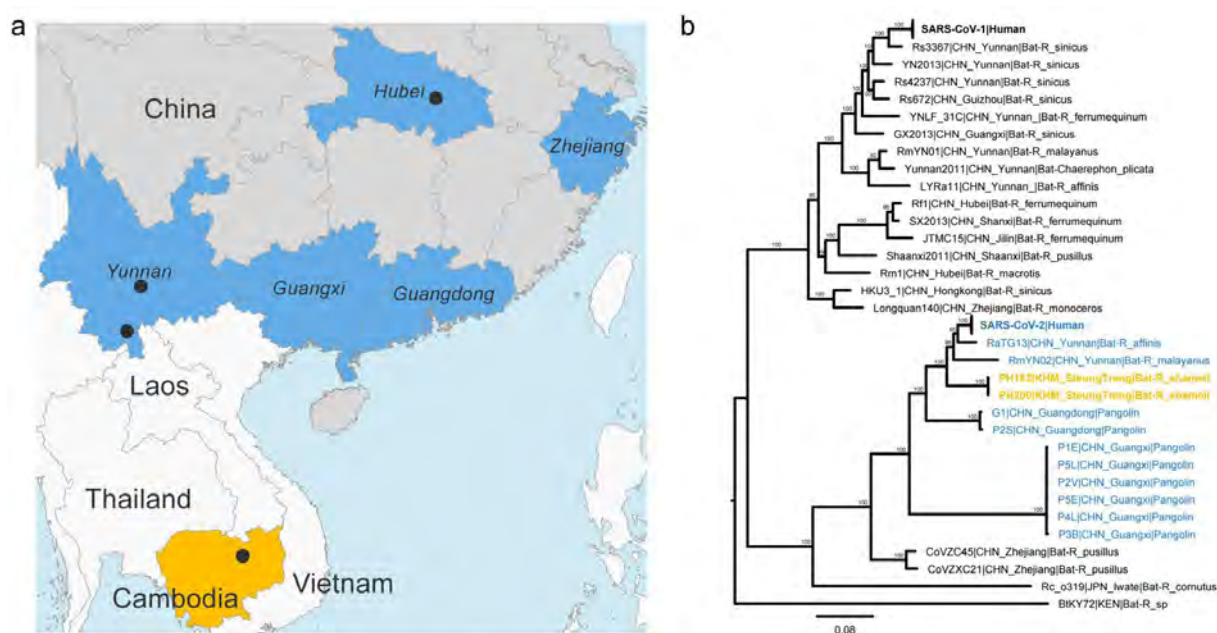 a
China
Hubei
Zhejiang
Yunnan
Guangxi
Guangdong
Laos
Thailand
Cambodia
Vietnam
b
100
SARS-CoV-1|Human
Rs3367|CHN_Yunnan|Bat-R_sinicus
YN2013|CHN_Yunnan|Bat-R_sinicus
Rs4237|CHN_Yunnan|Bat-R_sinicus
Rs672|CHN_Guizhou|Bat-R_sinicus
YNLF_31C|CHN_Yunnan_|Bat-R_ferrumequinum
GX2013|CHN_Guangxi|Bat-R_sinicus
RmYN01|CHN_Yunnan|Bat-R_malayanus
Yunnan2011|CHN_Yunnan|Bat-Chaerephon_plicata
LYRa11|CHN_Yunnan_|Bat-R_affinis
Rf1|CHN_Hubei|Bat-R_ferrumequinum
SX2013|CHN_Shanxi|Bat-R_ferrumequinum
JTMC15|CHN_Jilin|Bat-R_ferrumequinum
Shaanxi2011|CHN_Shaanxi|Bat-R_pusillus
Rm1|CHN_Hubei|Bat-R_macrotis
HKU3_1|CHN_Hongkong|Bat-R_sinicus
Longquan140|CHN_Zhejiang|Bat-R_monoceros
SARS-CoV-2|Human
RaTG13|CHN_Yunnan|Bat-R_affinis
RmYN02|CHN_Yunnan|Bat-R_malayanus
G1|CHN_Guangdong|Pangolin
P2S|CHN_Guangdong|Pangolin
P1E|CHN_Guangxi|Pangolin
P5L|CHN_Guangxi|Pangolin
P2V|CHN_Guangxi|Pangolin
P5E|CHN_Guangxi|Pangolin
P4L|CHN_Guangxi|Pangolin
P3B|CHN_Guangxi|Pangolin
CoVZC45|CHN_Zhejiang|Bat-R_pusillus
CoVZXC21|CHN_Zhejiang|Bat-R_pusillus
Rc_o319|JPN_Iwate|Bat-R_cornutus
BtKY72|KEN|Bat-R_sp
0.08